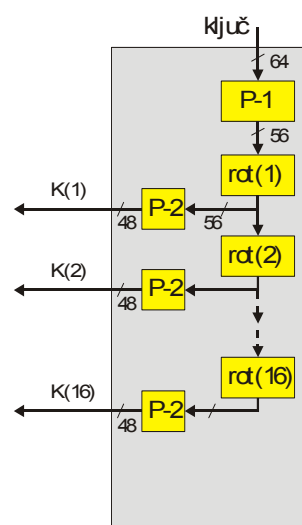 ključ
64
P-1
56
rot(1)
K(1)
48
P-2
56
rot(2)
K(2)
48
P-2
rot(16)
K(16)
48
P-2